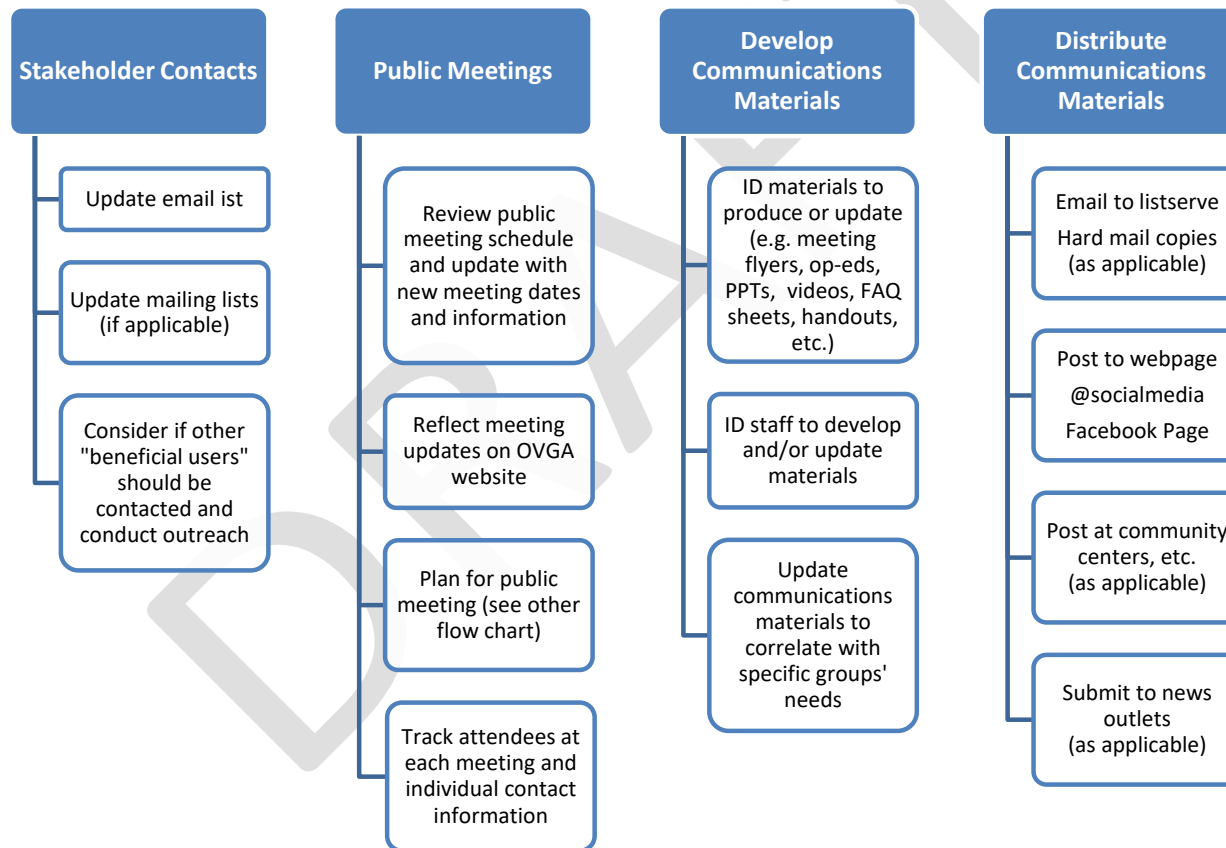 Stakeholder Contacts
Update email ist
Update mailing lists
(if applicable)
Consider if other
"beneficial users"
should be
contacted and
conduct outreach
Public Meetings
Review public
meeting schedule
and update with
new meeting dates
and information
Reflect meeting
updates on OVGA
website
Plan for public
meeting (see other
flow chart)
Track attendees at
each meeting and
individual contact
information
Develop
Communications
Materials
ID materials to
produce or update
(e.g. meeting
flyers, op-eds,
PPTs, videos, FAQ
sheets, handouts,
etc.)
ID staff to develop
and/or update
materials
Update
communications
materials to
correlate with
specific groups'
needs
Distribute
Communications
Materials
Email to listserve
Hard mail copies
(as applicable)
Post to webpage
@socialmedia
Facebook Page
Post at community
centers, etc.
(as applicable)
Submit to news
outlets
(as applicable)
DRAFT